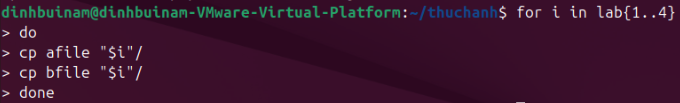 dinhbuinam@dinhbuinam-VMware-Virtual-Platform:~/thuchanh$ for i in lab{1..4}
> do
> cp afile "$i"/
> cp bfile "$i"/
> done